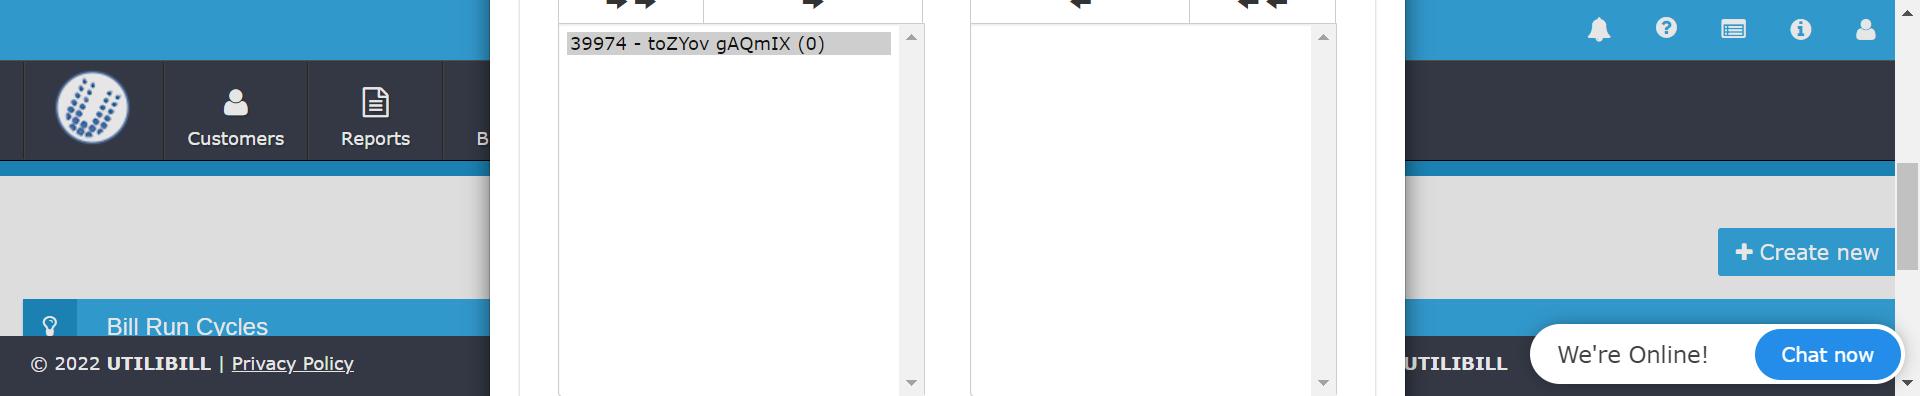 39974 - toZYov gAQmIX (0)
Customers
Reports
B
Create new
Bill Run Cycles
© 2022 UTILIBILL | Privacy Policy
UTILIBILL
We're Online!
Chat now